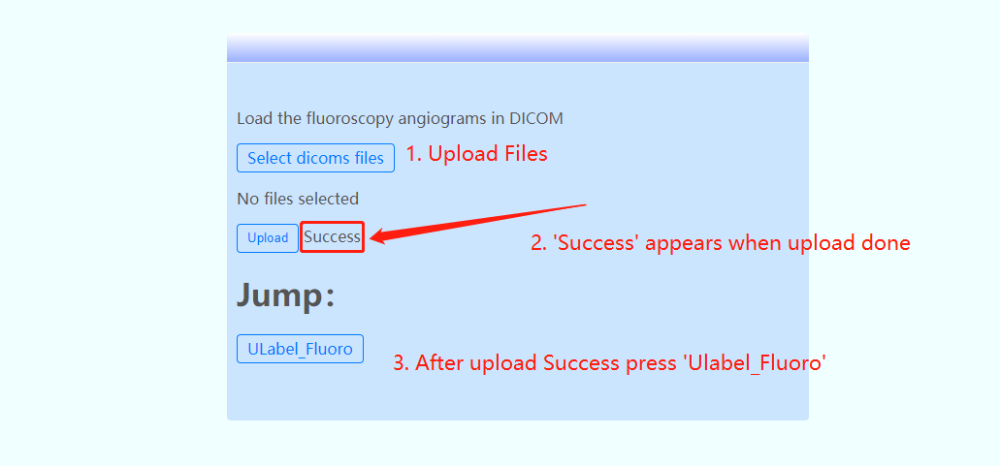 Load the fluoroscopy angiograms in DICOM
Select dicoms files
1. Upload Files
No files selected
Upload
Success
2. 'Success' appears when upload done
Jump:
ULabel_Fluoro
3. After upload Success press 'Ulabel_Fluoro'